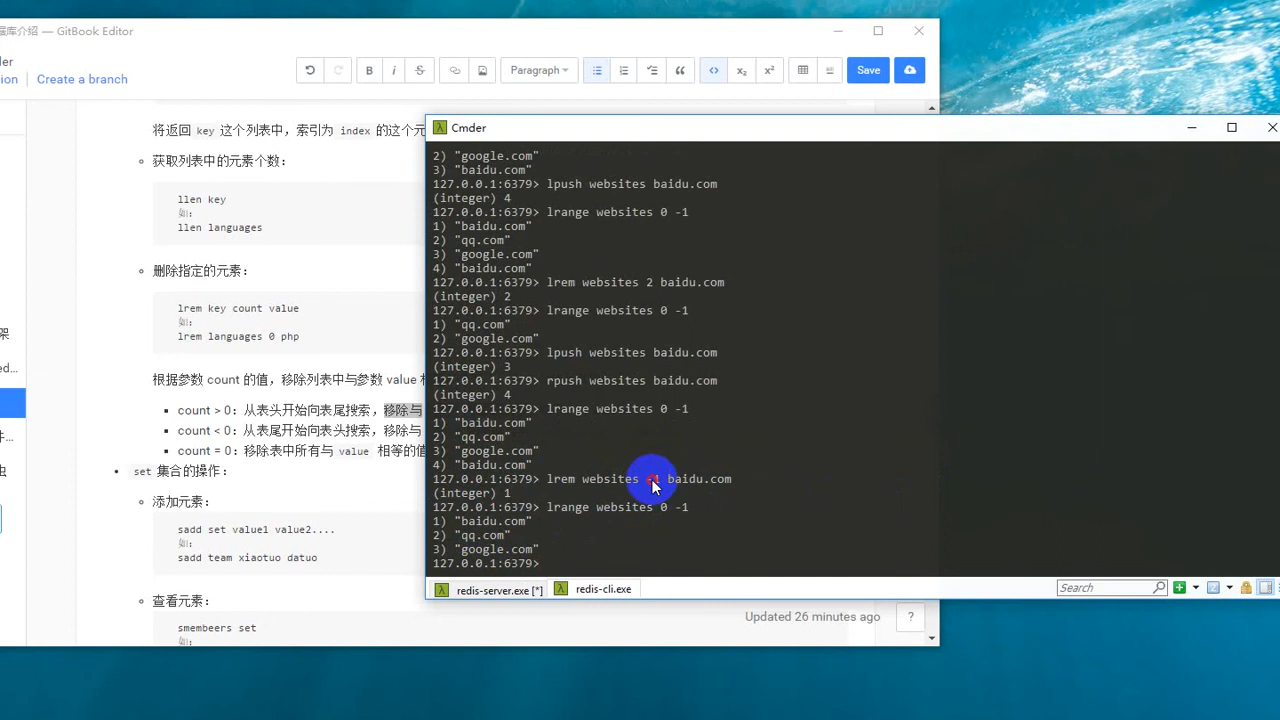 介绍 — GitBook Editor
der
ion Create a branch
B i S Paragraph x₂ x² Save
将返回 key 这个列表中，索引为 index 的这个元
获取列表中的元素个数：
llen key
如：
llen languages
删除指定的元素：
lrem key count value
如：
lrem languages 0 php
根据参数 count 的值，移除列表中与参数 value
count > 0：从表头开始向表尾搜索，移除与
count < 0：从表尾开始向表头搜索，移除与
count = 0：移除表中所有与 value 相等的值
set 集合的操作：
添加元素：
sadd set value1 value2....
如：
sadd team xiaotuo datuo
查看元素：
smembeers set
如：
架
ed...
件...
虫
Updated 26 minutes ago ?
Cmder
2) "google.com"
3) "baidu.com"
127.0.0.1:6379> lpush websites baidu.com
(integer) 4
127.0.0.1:6379> lrange websites 0 -1
1) "baidu.com"
2) "qq.com"
3) "google.com"
4) "baidu.com"
127.0.0.1:6379> lrem websites 2 baidu.com
(integer) 2
127.0.0.1:6379> lrange websites 0 -1
1) "qq.com"
2) "google.com"
127.0.0.1:6379> lpush websites baidu.com
(integer) 3
127.0.0.1:6379> rpush websites baidu.com
(integer) 4
127.0.0.1:6379> lrange websites 0 -1
1) "baidu.com"
2) "qq.com"
3) "google.com"
4) "baidu.com"
127.0.0.1:6379> lrem websites baidu.com
(integer) 1
127.0.0.1:6379> lrange websites 0 -1
1) "baidu.com"
2) "qq.com"
3) "google.com"
127.0.0.1:6379>
redis-server.exe [*] redis-cli.exe Search